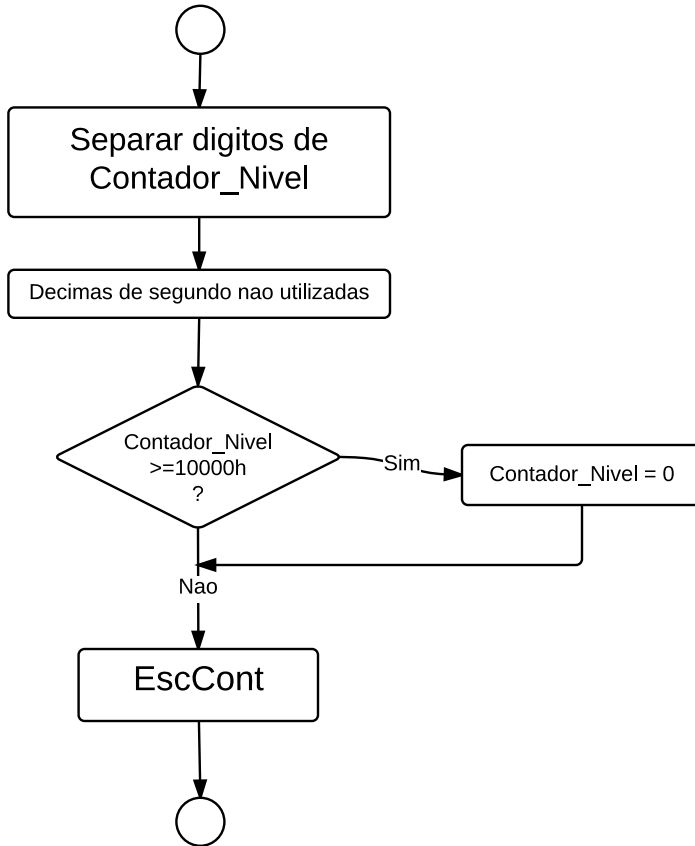 Separar digitos de
Contador_Nivel
Decimas de segundo nao utilizadas
Contador_Nivel
>=10000h
?
Sim
Contador_Nivel = 0
Nao
EscCont